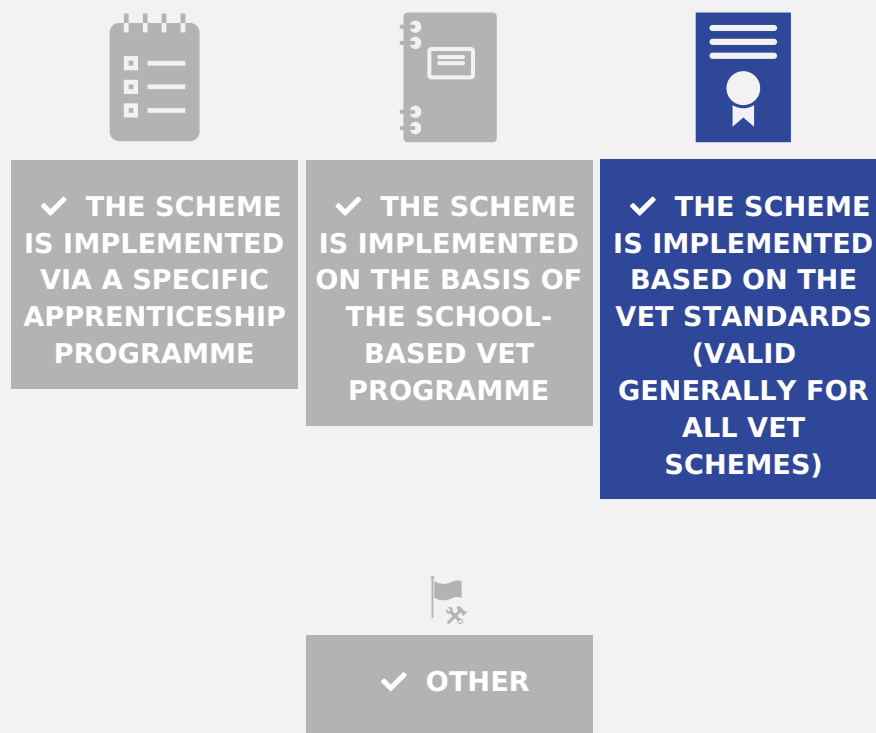 THE SCHEME
IS IMPLEMENTED
VIA A SPECIFIC
APPRENTICESHIP
PROGRAMME
THE SCHEME
IS IMPLEMENTED
ON THE BASIS OF
THE SCHOOL-
BASED VET
PROGRAMME
THE SCHEME
IS IMPLEMENTED
BASED ON THE
VET STANDARDS
(VALID
GENERALLY FOR
ALL VET
SCHEMES)
OTHER